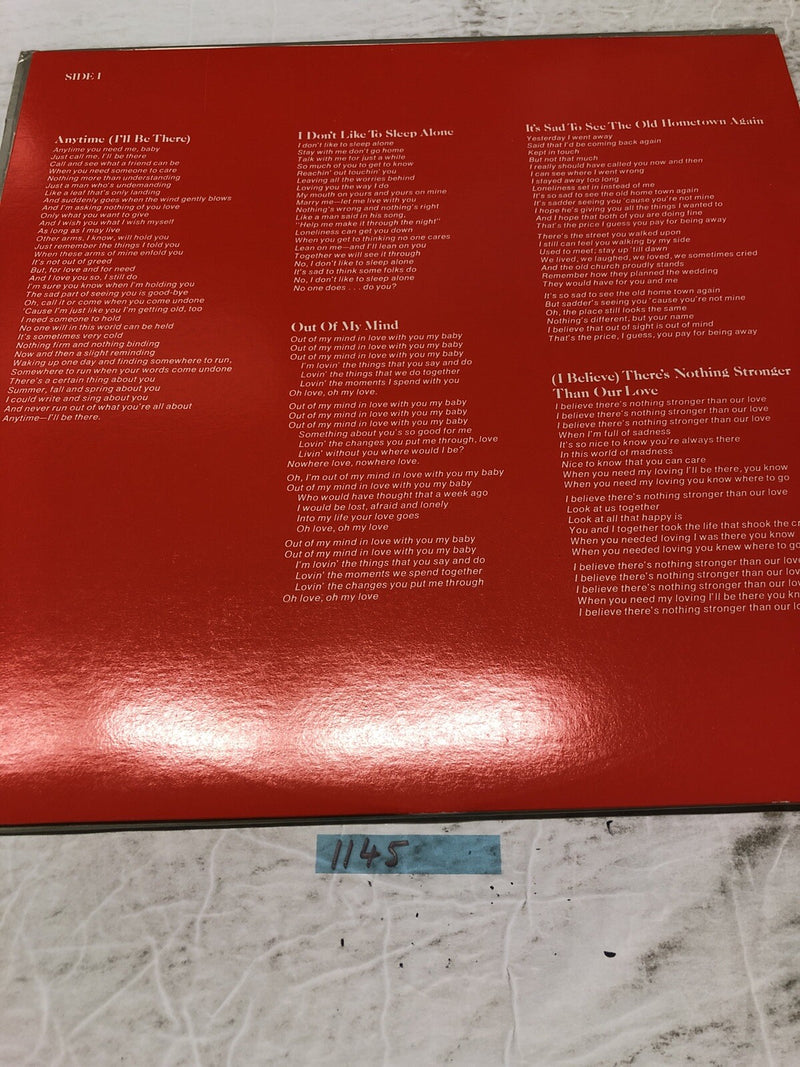 SIDE 1
Anytime (I'll Be There)
Anytime you need me, baby
Just call me, I'll be there
Call and see what a friend can be
When you need someone to care
Nothing more than understanding
Just a man who's undemanding
Like a leaf that's only landing
And suddenly goes when the wind gently blows
And I'm asking nothing of you love
Only what you want to give
And I wish you what I wish myself
As long as I may live
Other arms, I know, will hold you
Just remember the things I told you
When these arms of mine enfold you
It's not out of greed
But, for love and for need
And I love you so, I still do
I'm sure you know when I'm holding you
The sad part of seeing you is good-bye
Oh, call it or come when you come undone
'Cause I'm just like you I'm getting old, too
I need someone to hold
No one will in this world can be held
It's sometimes very cold
Nothing firm and nothing binding
Now and then a slight reminding
Waking up one day and finding somewhere to run,
Somewhere to run when your words come undone
There's a certain thing about you
Summer, fall and spring about you
I could write and sing about you
And never run out of what you're all about
Anytime—I'll be there.
I Don't Like To Sleep Alone
I don't like to sleep alone
Stay with me don't go home
Talk with me for just a while
So much of you to get to know
Reachin' out touchin' you
Leaving all the worries behind
Loving you the way I do
My mouth on yours and yours on mine
Marry me—let me live with you
Nothing's wrong and nothing's right
Like a man said in his song,
"Help me make it through the night"
Loneliness can get you down
When you get to thinking no one cares
Lean on me—and I'll lean on you
Together we will see it through
No, I don't like to sleep alone
It's sad to think some folks do
No, I don't like to sleep alone
No one does . . . do you?
Out Of My Mind
Out of my mind in love with you my baby
Out of my mind in love with you my baby
Out of my mind in love with you my baby
I'm lovin' the things that you say and do
Lovin' the things that we do together
Lovin' the moments I spend with you
Oh love, oh my love.
Out of my mind in love with you my baby
Out of my mind in love with you my baby
Out of my mind in love with you my baby
Something about you's so good for me
Lovin' the changes you put me through, love
Livin' without you where would I be?
Nowhere love, nowhere love.
Oh, I'm out of my mind in love with you my baby
Out of my mind in love with you my baby
Who would have thought that a week ago
I would be lost, afraid and lonely
Into my life your love goes
Oh love, oh my love
Out of my mind in love with you my baby
Out of my mind in love with you my baby
I'm lovin' the things that you say and do
Lovin' the moments we spend together
Lovin' the changes you put me through
Oh love, oh my love
It's Sad To See The Old Hometown Again
Yesterday I went away
Said that I'd be coming back again
Kept in touch
But not that much
I really should have called you now and then
I can see where I went wrong
I stayed away too long
Loneliness set in instead of me
It's so sad to see the old home town again
It's sadder seeing you 'cause you're not mine
I hope he's giving you all the things I wanted to
And I hope that both of you are doing fine
That's the price I guess you pay for being away
There's the street you walked upon
I still can feel you walking by my side
Used to meet; stay up 'till dawn
We lived, we laughed, we loved, we sometimes cried
And the old church proudly stands
Remember how they planned the wedding
They would have for you and me
It's so sad to see the old home town again
But sadder's seeing you 'cause you're not mine
Oh, the place still looks the same
Nothing's different, but your name
I believe that out of sight is out of mind
That's the price, I guess, you pay for being away
(I Believe) There's Nothing Stronger
Than Our Love
I believe there's nothing stronger than our love
I believe there's nothing stronger than our love
I believe there's nothing stronger than our love
When I'm full of sadness
It's so nice to know you're always there
In this world of madness
Nice to know that you can care
When you need my loving I'll be there, you know
When you need my loving you know where to go
I believe there's nothing stronger than our love
Look at us together
Look at all that happy is
You and I together took the life that shook the cr
When you needed loving I was there you know
When you needed loving you knew where to go
I believe there's nothing stronger than our love
I believe there's nothing stronger than our lov
I believe there's nothing stronger than our lov
When you need my loving I'll be there you kn
I believe there's nothing stronger than our lo
1145